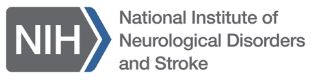 NIH
National Institute of
Neurological Disorders
and Stroke